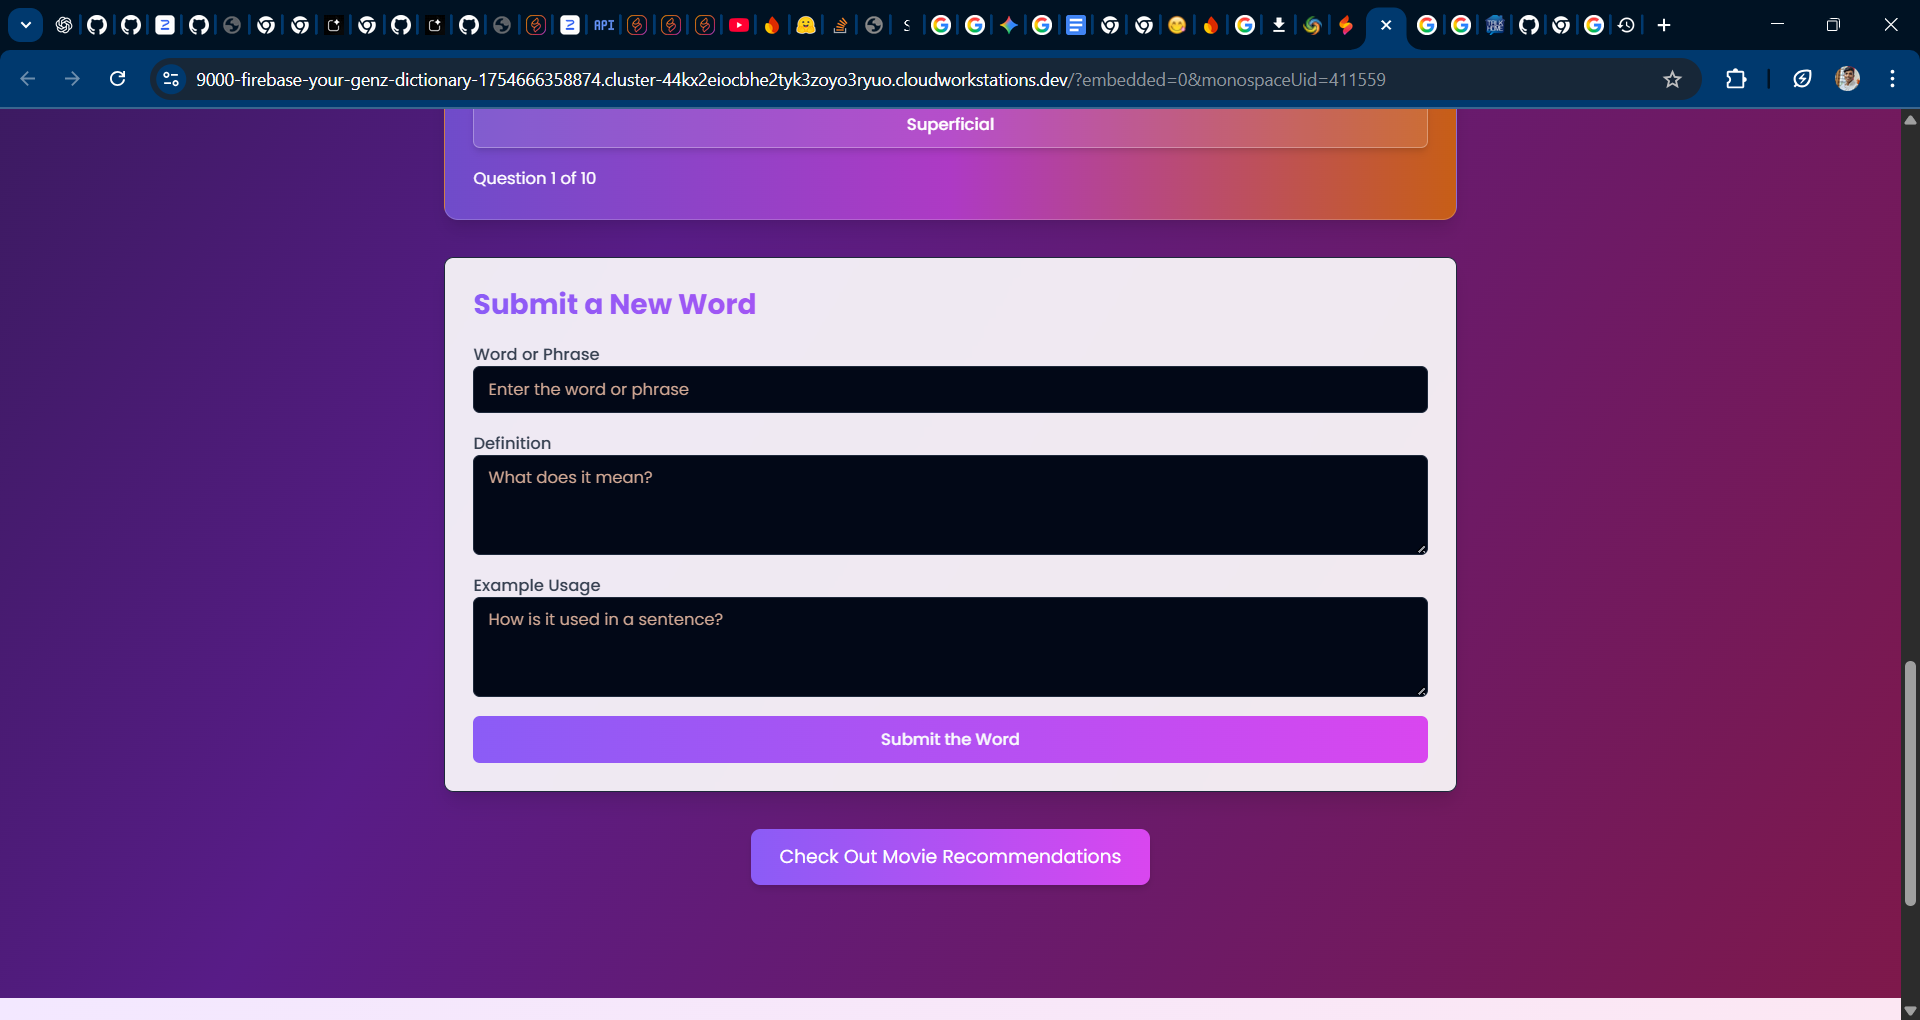 API
S
9000-firebase-your-genz-dictionary-1754666358874.cluster-44kx2eiocbhe2tyk3zoyo3ryuo.cloudworkstations.dev/?embedded=0&monospaceUid=411559
Superficial
Question 1 of 10
Submit a New Word
Word or Phrase
Enter the word or phrase
Definition
What does it mean?
Example Usage
How is it used in a sentence?
Submit the Word
Check Out Movie Recommendations